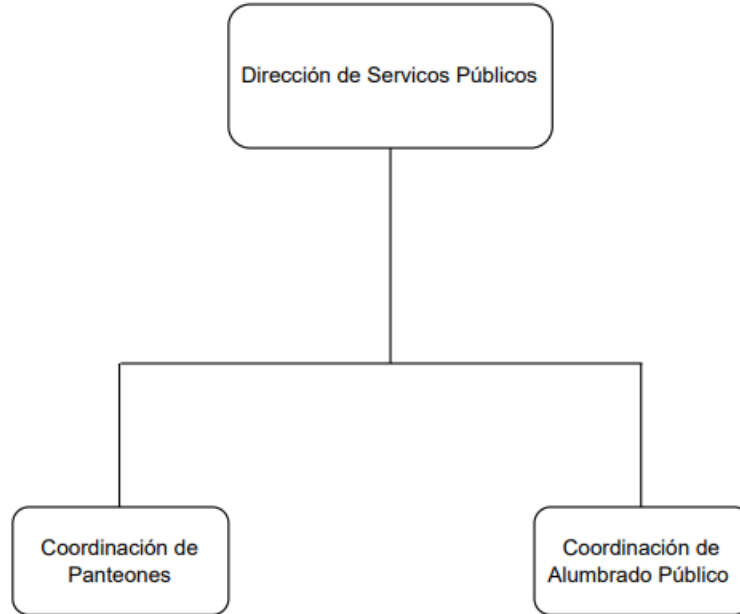 Dirección de Servicos Públicos
Coordinación de
Panteones
Coordinación de
Alumbrado Público